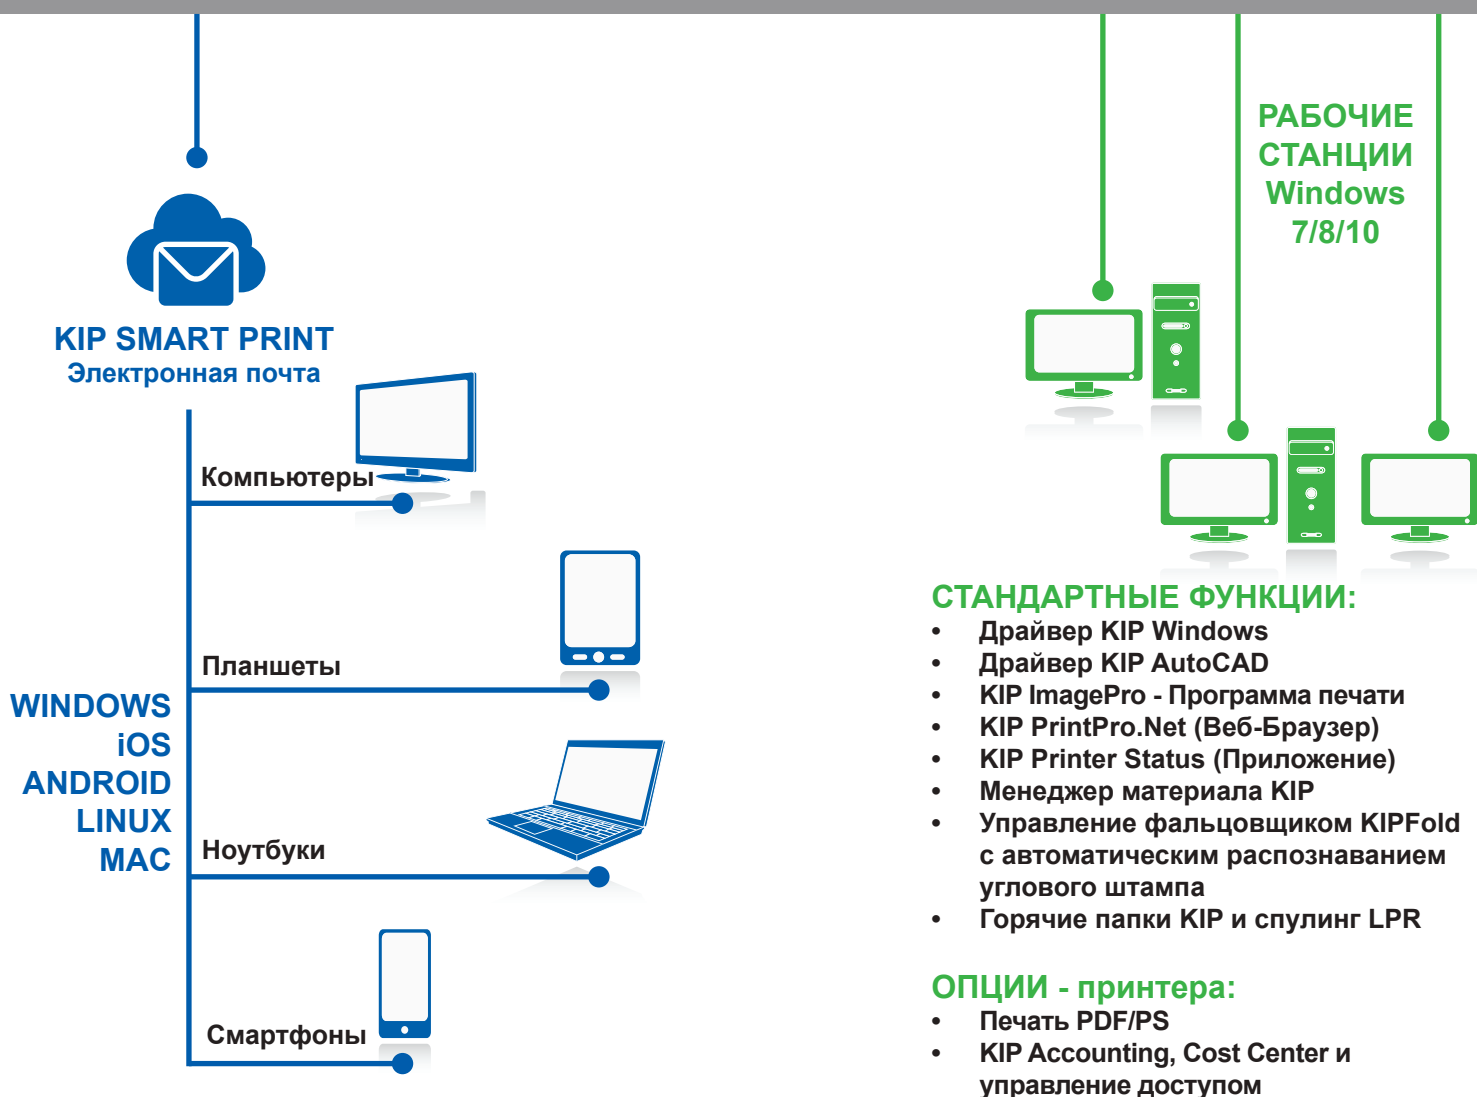 РАБОЧИЕ
СТАНЦИИ
Windows
7/8/10
KIP SMART PRINT
Электронная почта
Компьютеры
Планшеты
WINDOWS
iOS
ANDROID
LINUX
MAC
Ноутбуки
Смартфоны
СТАНДАРТНЫЕ ФУНКЦИИ:
• Драйвер KIP Windows
• Драйвер KIP AutoCAD
• KIP ImagePro - Программа печати
• KIP PrintPro.Net (Веб-Браузер)
• KIP Printer Status (Приложение)
• Менеджер материала KIP
• Управление фальцовщиком KIPFold
с автоматическим распознаванием
углового штампа
• Горячие папки KIP и спулинг LPR
ОПЦИИ - принтера:
• Печать PDF/PS
• KIP Accounting, Cost Center и
управление доступом